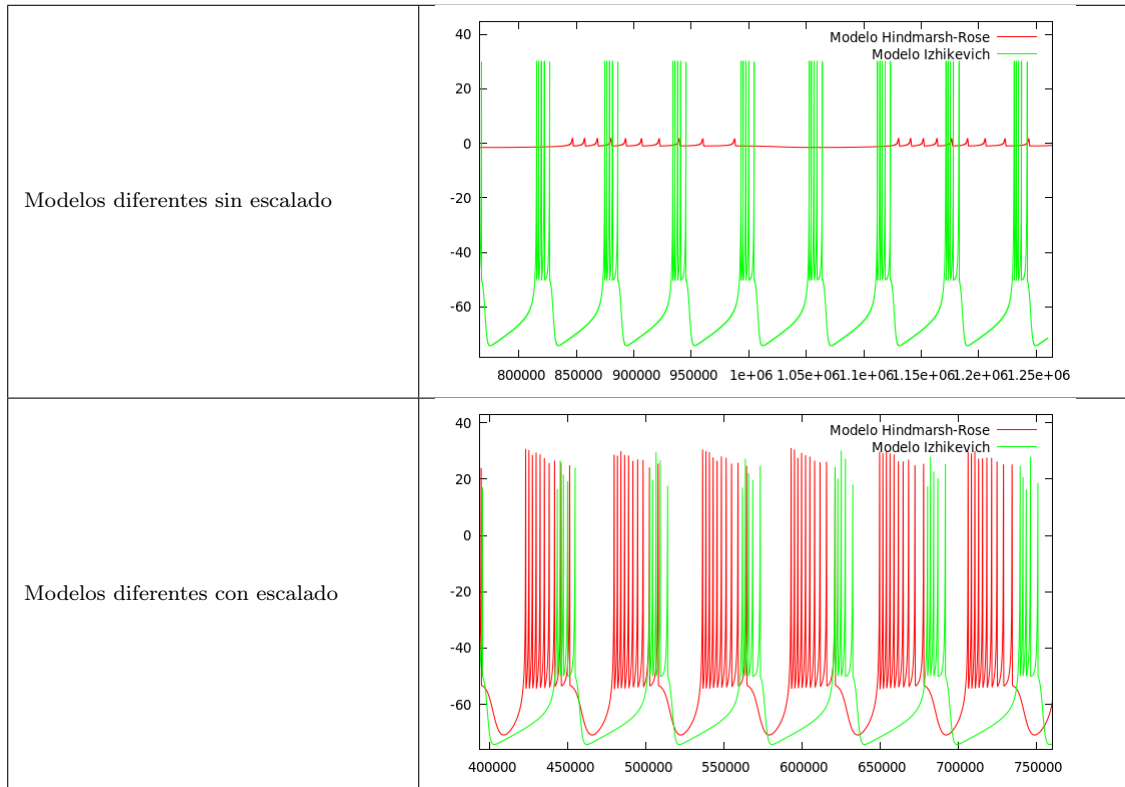 Modelos diferentes sin escalado
40
20
0
-20
-40
-60
Modelo Hindmarsh-Rose
Modelo Izhikevich
800000 850000 900000 950000 1e+06 1.05e+06 1.1e+06 1.15e+06 1.2e+06 1.25e+06
Modelos diferentes con escalado
40
20
0
-20
-40
-60
Modelo Hindmarsh-Rose
Modelo Izhikevich
400000 450000 500000 550000 600000 650000 700000 750000